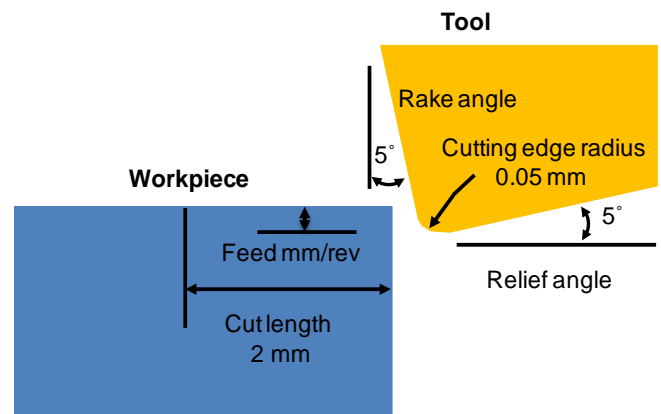 Tool
Rake angle
5°
Cutting edge radius
0.05 mm
Workpiece
5°
Feed mm/rev
Relief angle
Cut length
2 mm